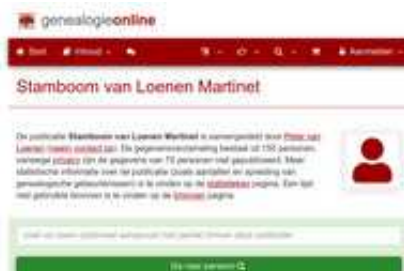 genealogieonline
Start Inhoud Aanmelden
Stamboom van Loenen Martinet
De publicatie Stamboom van Loenen Martinet is samengesteld door Peter van
Loenen (neem contact op). De gegevensverzameling bestaat uit 150 personen,
vanwege privacy zijn de gegevens van 75 personen niet gepubliceerd. Meer
statistische informatie over de publicatie (zoals aantallen en spreiding van
genealogische gebeurtenissen) is te vinden op de statistieken pagina. Een lijst
met gebruikte bronnen is te vinden op de bronnen pagina.
Ga naar persoon